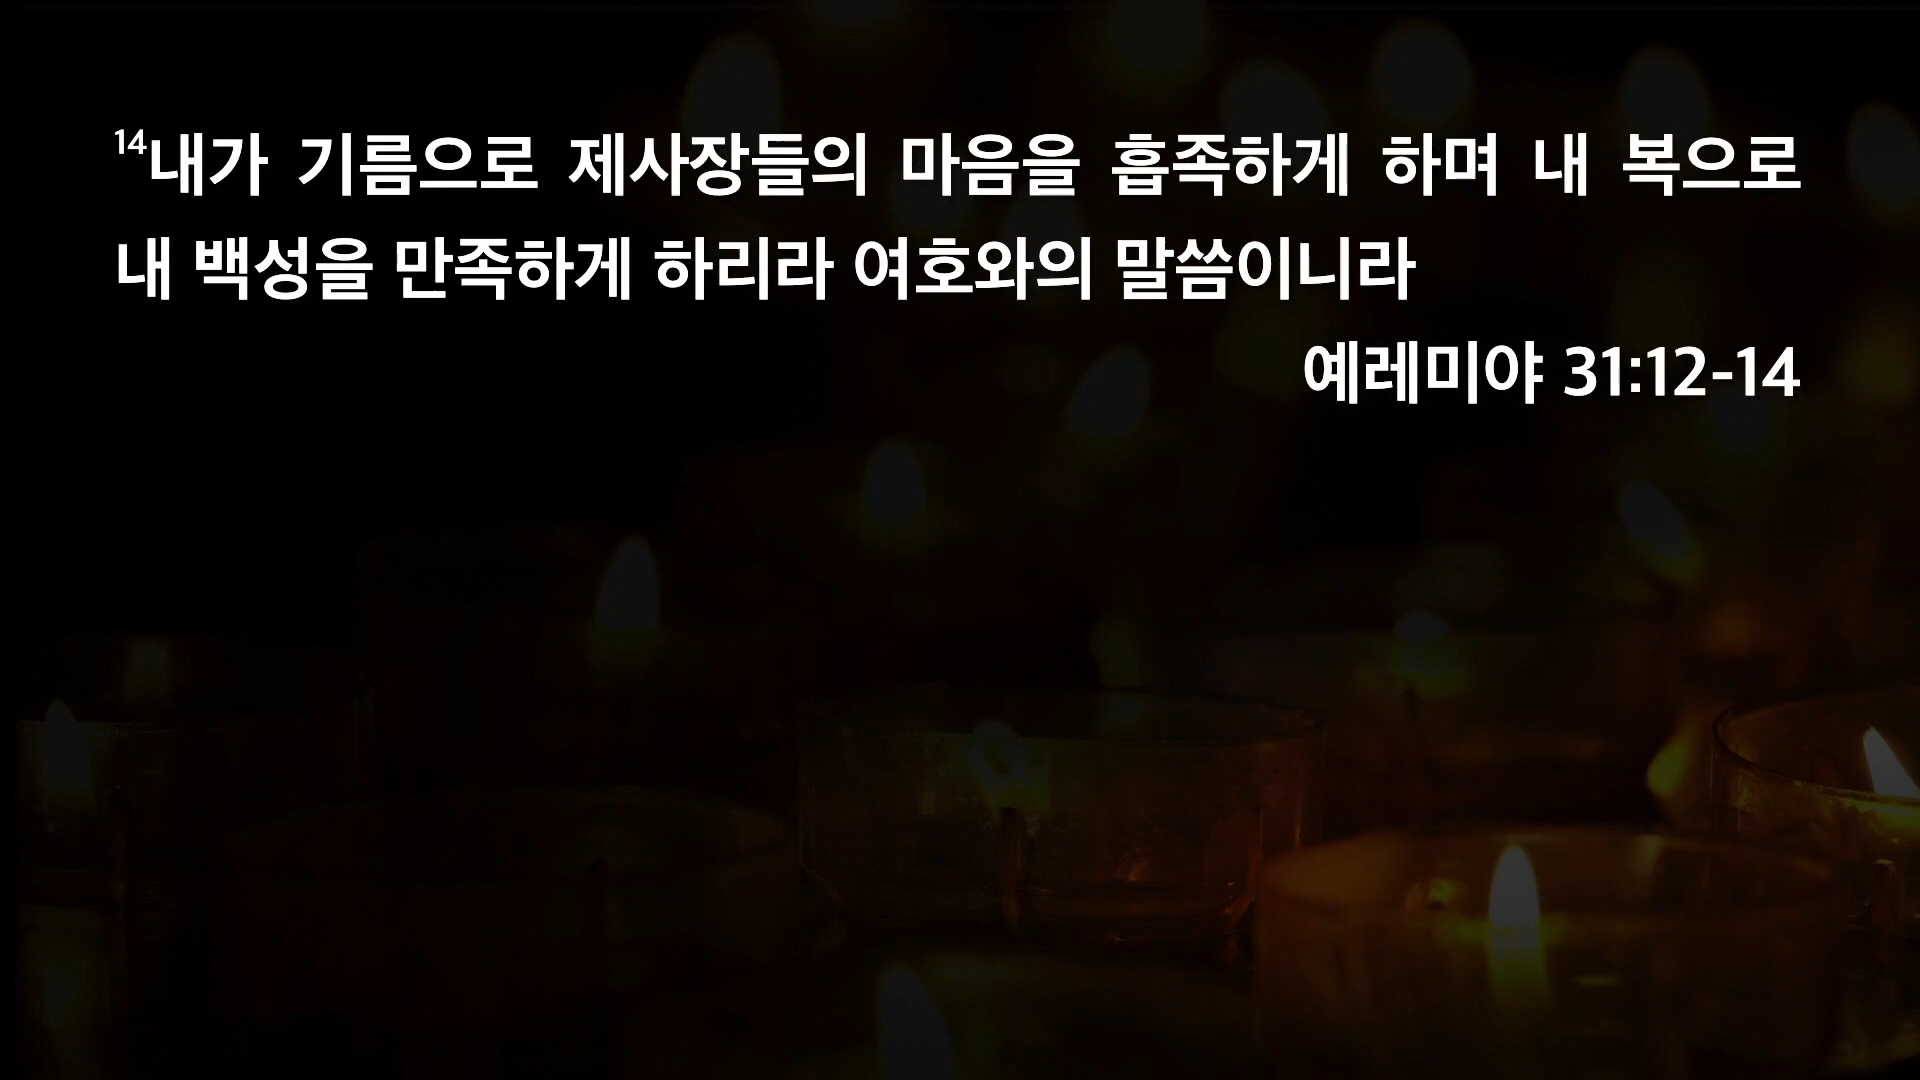 14내가 기름으로 제사장들의 마음을 흡족하게 하며 내 복으로
내 백성을 만족하게 하리라 여호와의 말씀이니라
예레미야 31:12-14